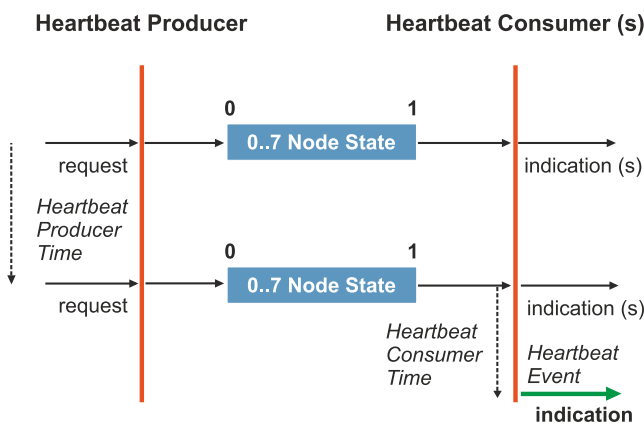 Heartbeat Producer
Heartbeat Consumer (s)
0 1
0..7 Node State
request
indication (s)
Heartbeat
Producer
Time
0 1
0..7 Node State
request
indication (s)
Heartbeat
Consumer
Time
Heartbeat
Event
indication